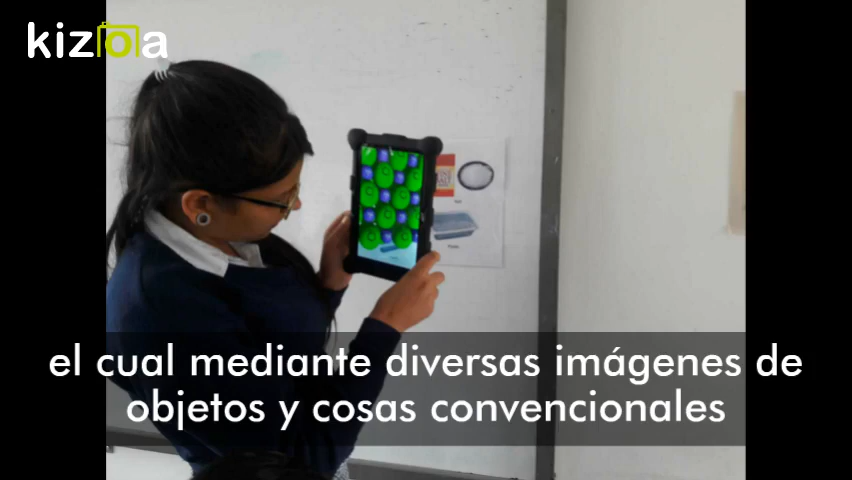 kizoa
el cual mediante diversas imágenes de
objetos y cosas convencionales